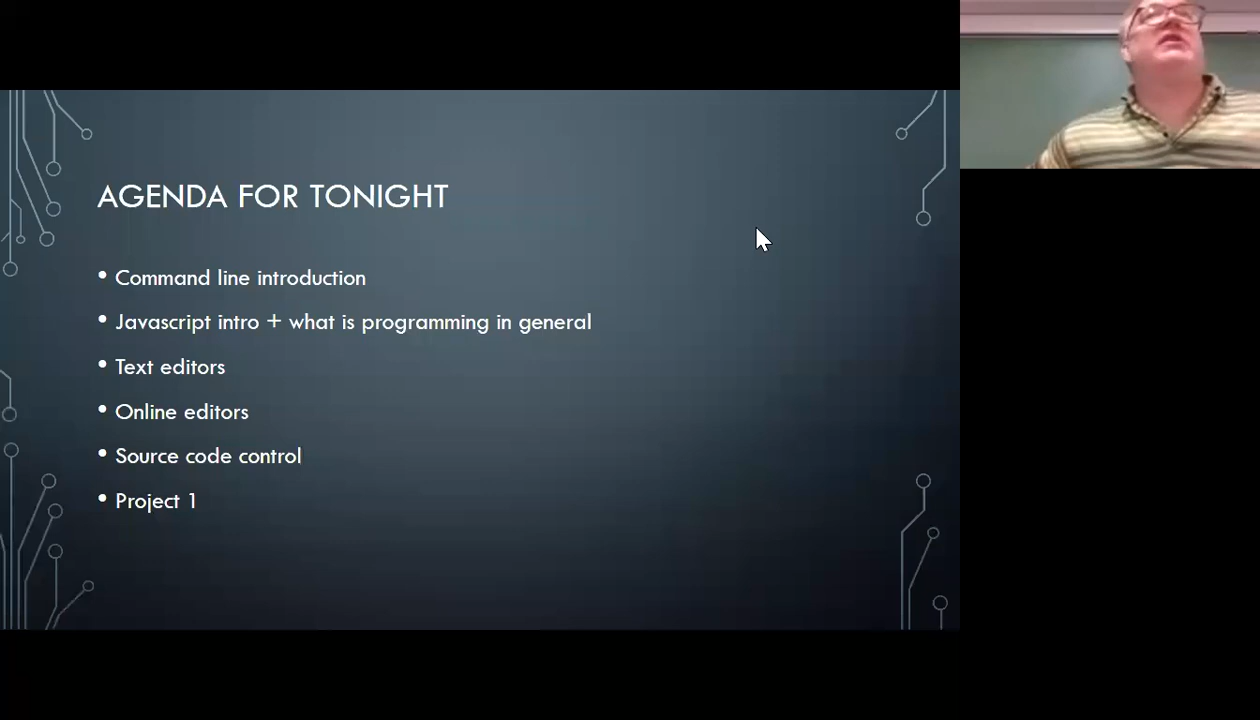 AGENDA FOR TONIGHT
• Command line introduction
• Javascript intro + what is programming in general
• Text editors
• Online editors
• Source code control
• Project 1